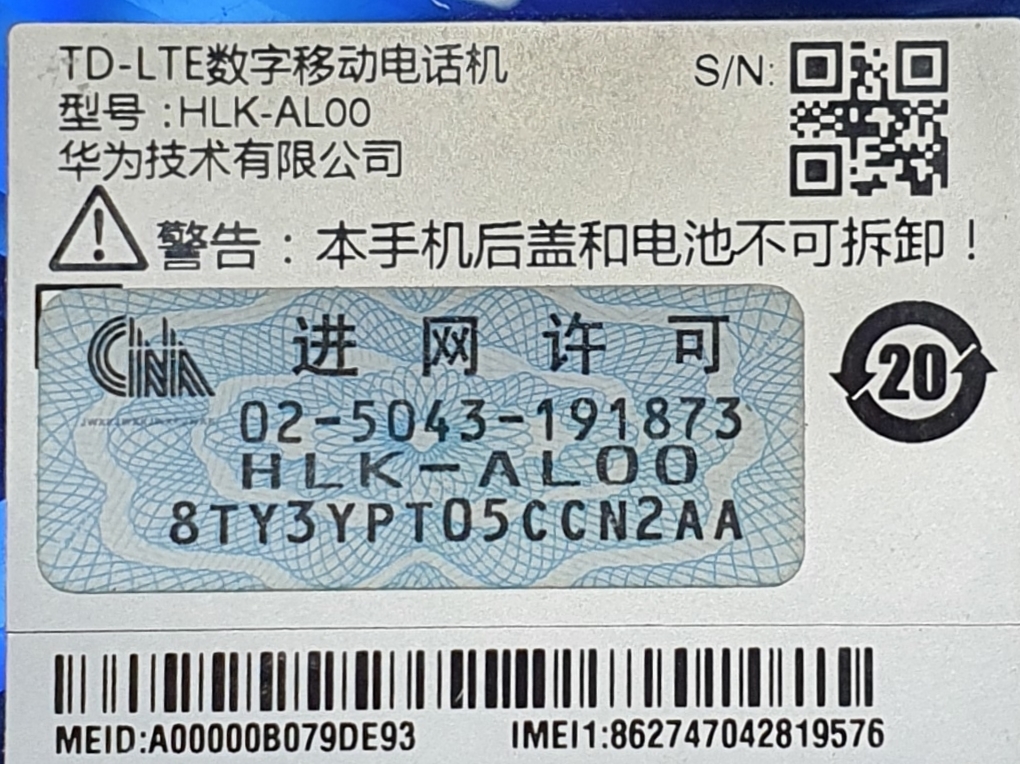 TD-LTE数字移动电话机
S/N:
型号:HLK-AL00
华为技术有限公司
警告:本手机后盖和电池不可拆卸!
CINA 进网许可
20
02-5043-191873
HLK-AL00
8TY3YPT05CCN2AA
MEID:A00000B079DE93
IMEI1:862747042819576